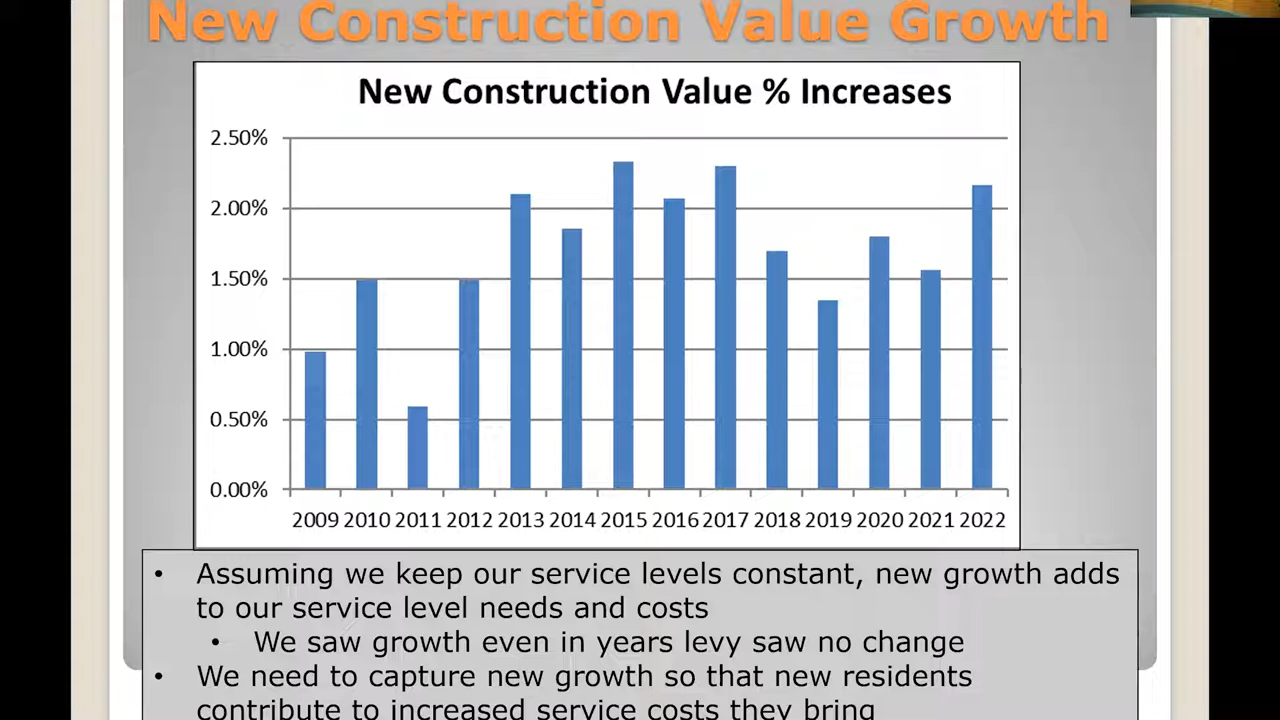 New Construction Value Growth
New Construction Value % Increases
2.50%
2.00%
1.50%
1.00%
0.50%
0.00%
2009 2010 2011 2012 2013 2014 2015 2016 2017 2018 2019 2020 2021 2022
• Assuming we keep our service levels constant, new growth adds
to our service level needs and costs
• We saw growth even in years levy saw no change
• We need to capture new growth so that new residents
contribute to increased service costs they bring